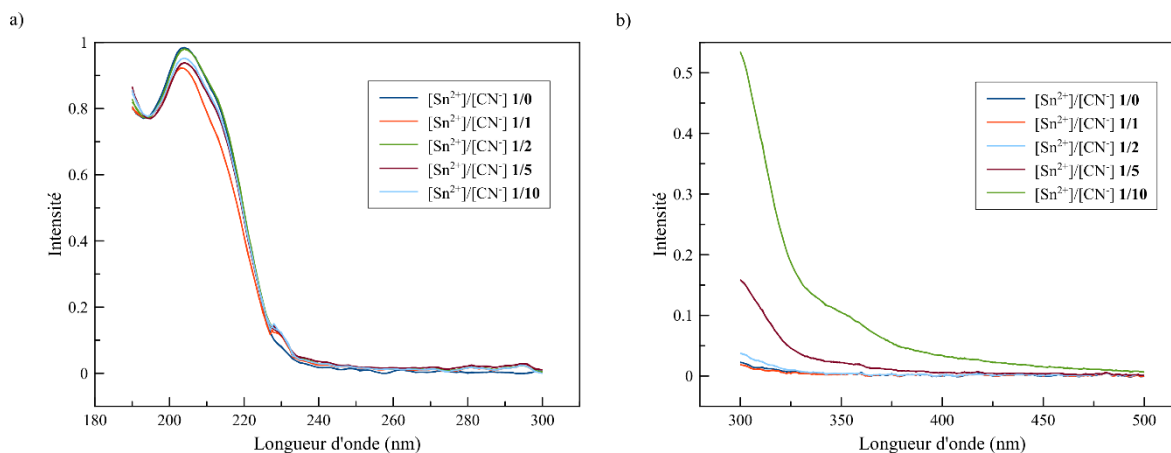 a)
Intensité
1
0.8
0.6
0.4
0.2
0
180 200 220 240 260 280 300
Longueur d'onde (nm)
[Sn²⁺]/[CN⁻] 1/0
[Sn²⁺]/[CN⁻] 1/1
[Sn²⁺]/[CN⁻] 1/2
[Sn²⁺]/[CN⁻] 1/5
[Sn²⁺]/[CN⁻] 1/10
b)
Intensité
0.5
0.4
0.3
0.2
0.1
0
300 350 400 450 500
Longueur d'onde (nm)
[Sn²⁺]/[CN⁻] 1/0
[Sn²⁺]/[CN⁻] 1/1
[Sn²⁺]/[CN⁻] 1/2
[Sn²⁺]/[CN⁻] 1/5
[Sn²⁺]/[CN⁻] 1/10